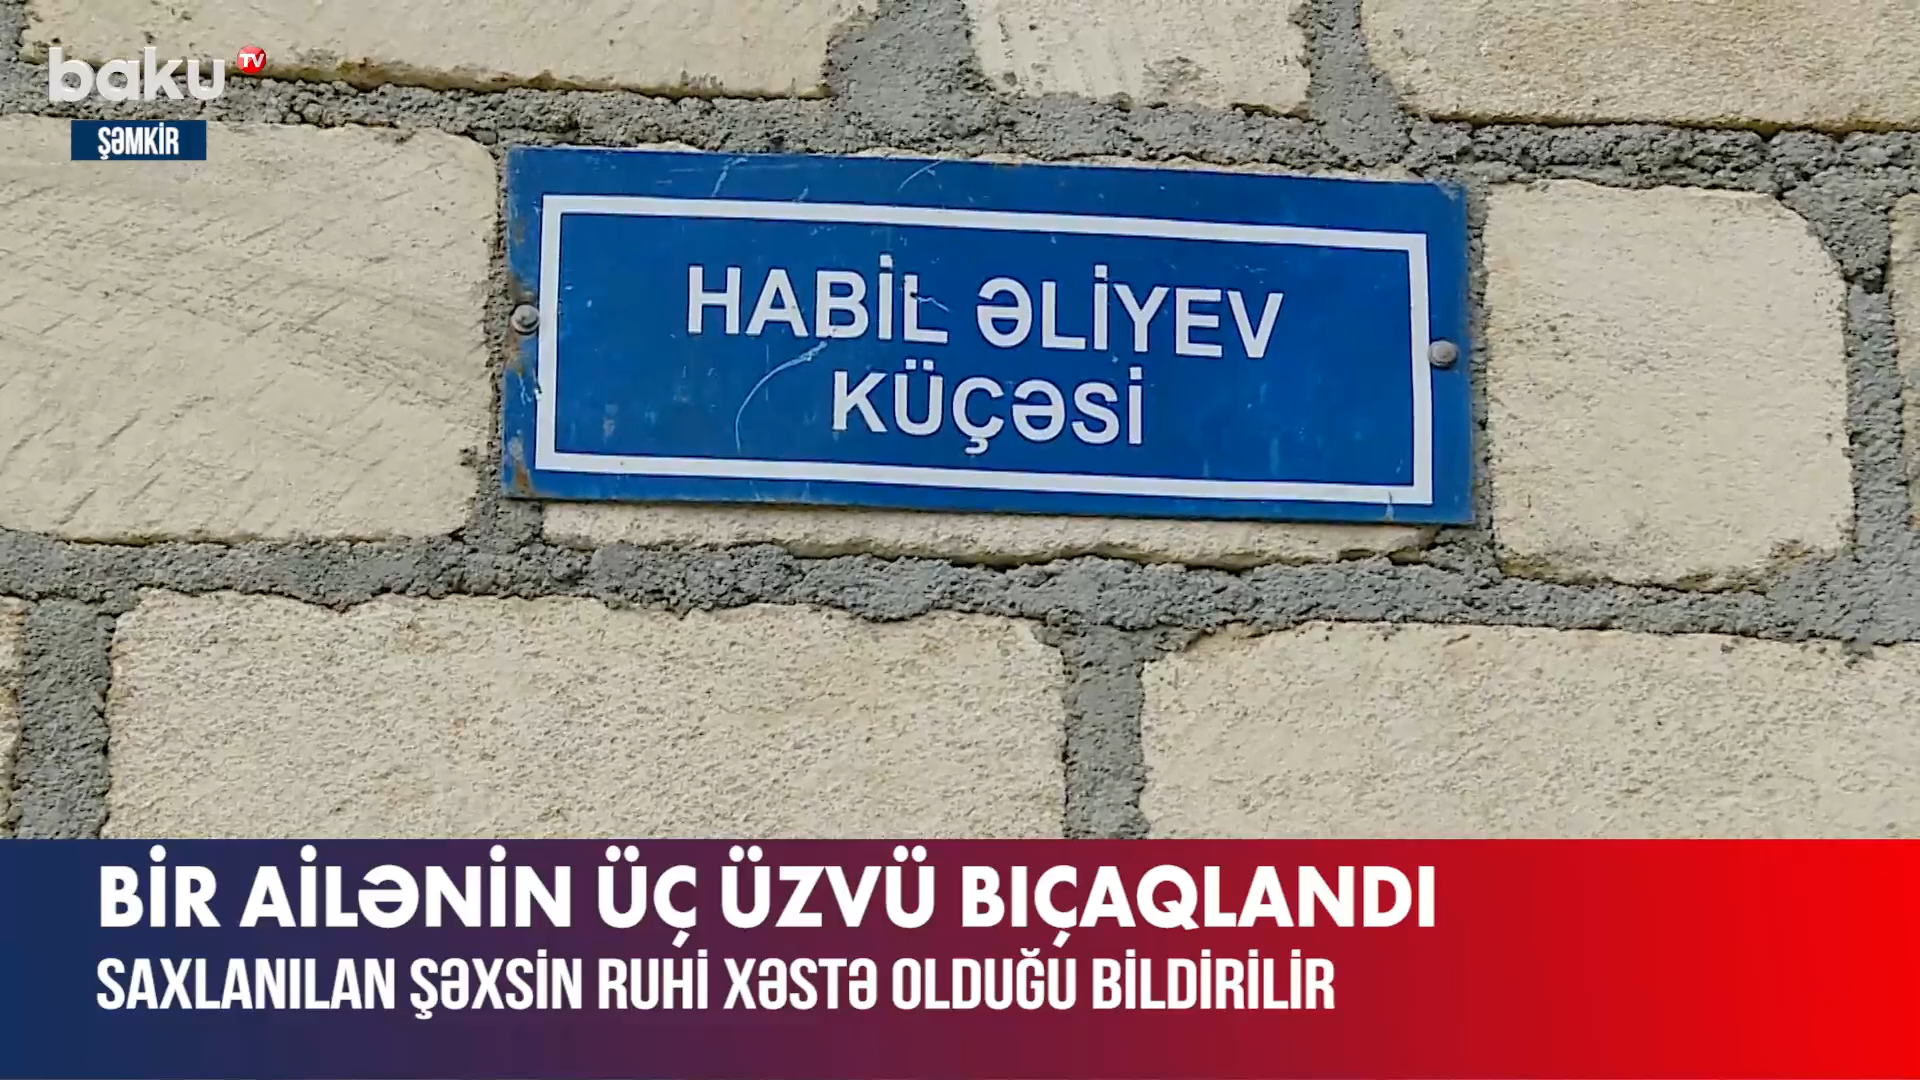 baku TV
ŞƏMKİR
HABİL ƏLİYEV
KÜÇƏSİ
BİR AİLƏNİN ÜÇ ÜZVÜ BIÇAQLANDI
SAXLANILAN ŞƏXSİN RUHİ XƏSTƏ OLDUĞU BİLDİRİLİR